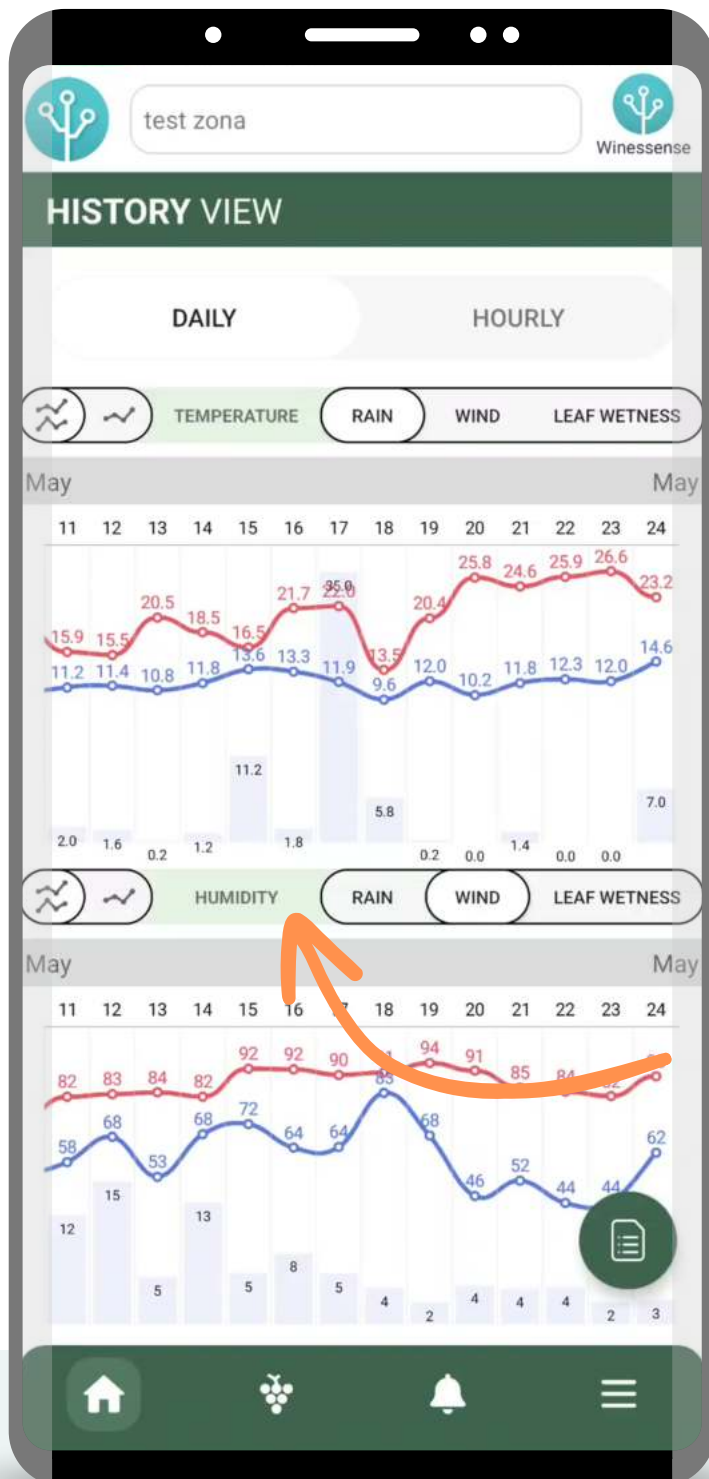 test zona
Winessense
HISTORY VIEW
DAILY HOURLY
TEMPERATURE RAIN WIND LEAF WETNESS
May May
11 12 13 14 15 16 17 18 19 20 21 22 23 24
15.9 15.5 20.5 18.5 16.5 21.7 22.0 13.5 20.4 25.8 24.6 25.9 26.6 23.2
11.2 11.4 10.8 11.8 13.6 13.3 11.9 9.6 12.0 10.2 11.8 12.3 12.0 14.6
2.0 1.6 0.2 1.2 11.2 1.8 35.0 5.8 0.2 0.0 1.4 0.0 0.0 7.0
HUMIDITY RAIN WIND LEAF WETNESS
May May
11 12 13 14 15 16 17 18 19 20 21 22 23 24
82 83 84 82 92 92 90 94 91 85 84
58 68 53 68 72 64 64 85 68 46 52 44 44 62
12 15 5 13 5 8 5 4 2 4 4 4 2 3